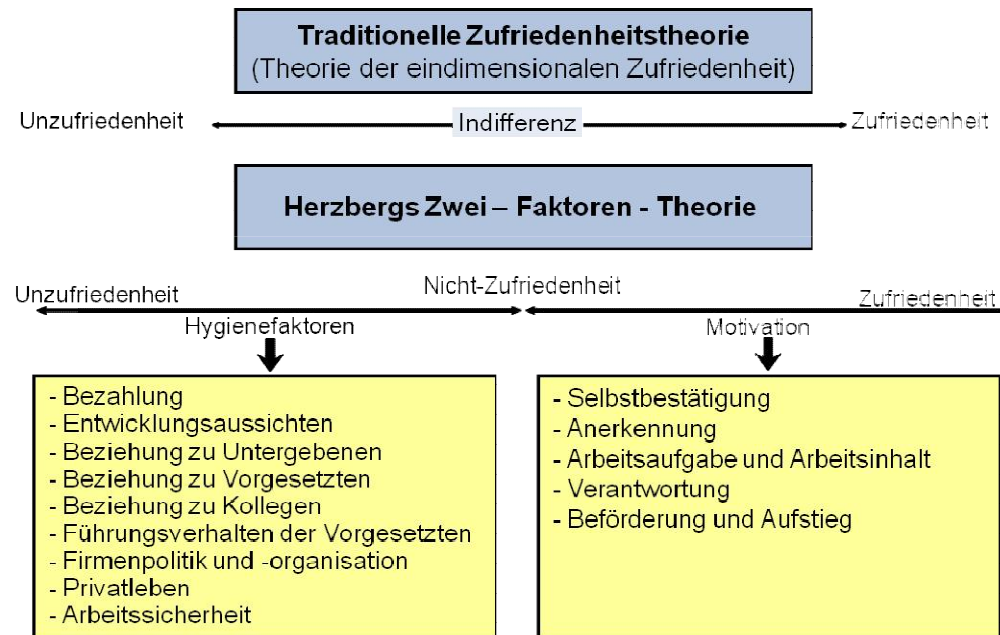 Traditionelle Zufriedenheitstheorie
(Theorie der eindimensionalen Zufriedenheit)
Unzufriedenheit Indifferenz Zufriedenheit
Herzbergs Zwei – Faktoren - Theorie
Unzufriedenheit Nicht-Zufriedenheit Zufriedenheit
Hygienefaktoren Motivation
- Bezahlung
- Entwicklungsaussichten
- Beziehung zu Untergebenen
- Beziehung zu Vorgesetzten
- Beziehung zu Kollegen
- Führungsverhalten der Vorgesetzten
- Firmenpolitik und -organisation
- Privatleben
- Arbeitssicherheit
- Selbstbestätigung
- Anerkennung
- Arbeitsaufgabe und Arbeitsinhalt
- Verantwortung
- Beförderung und Aufstieg